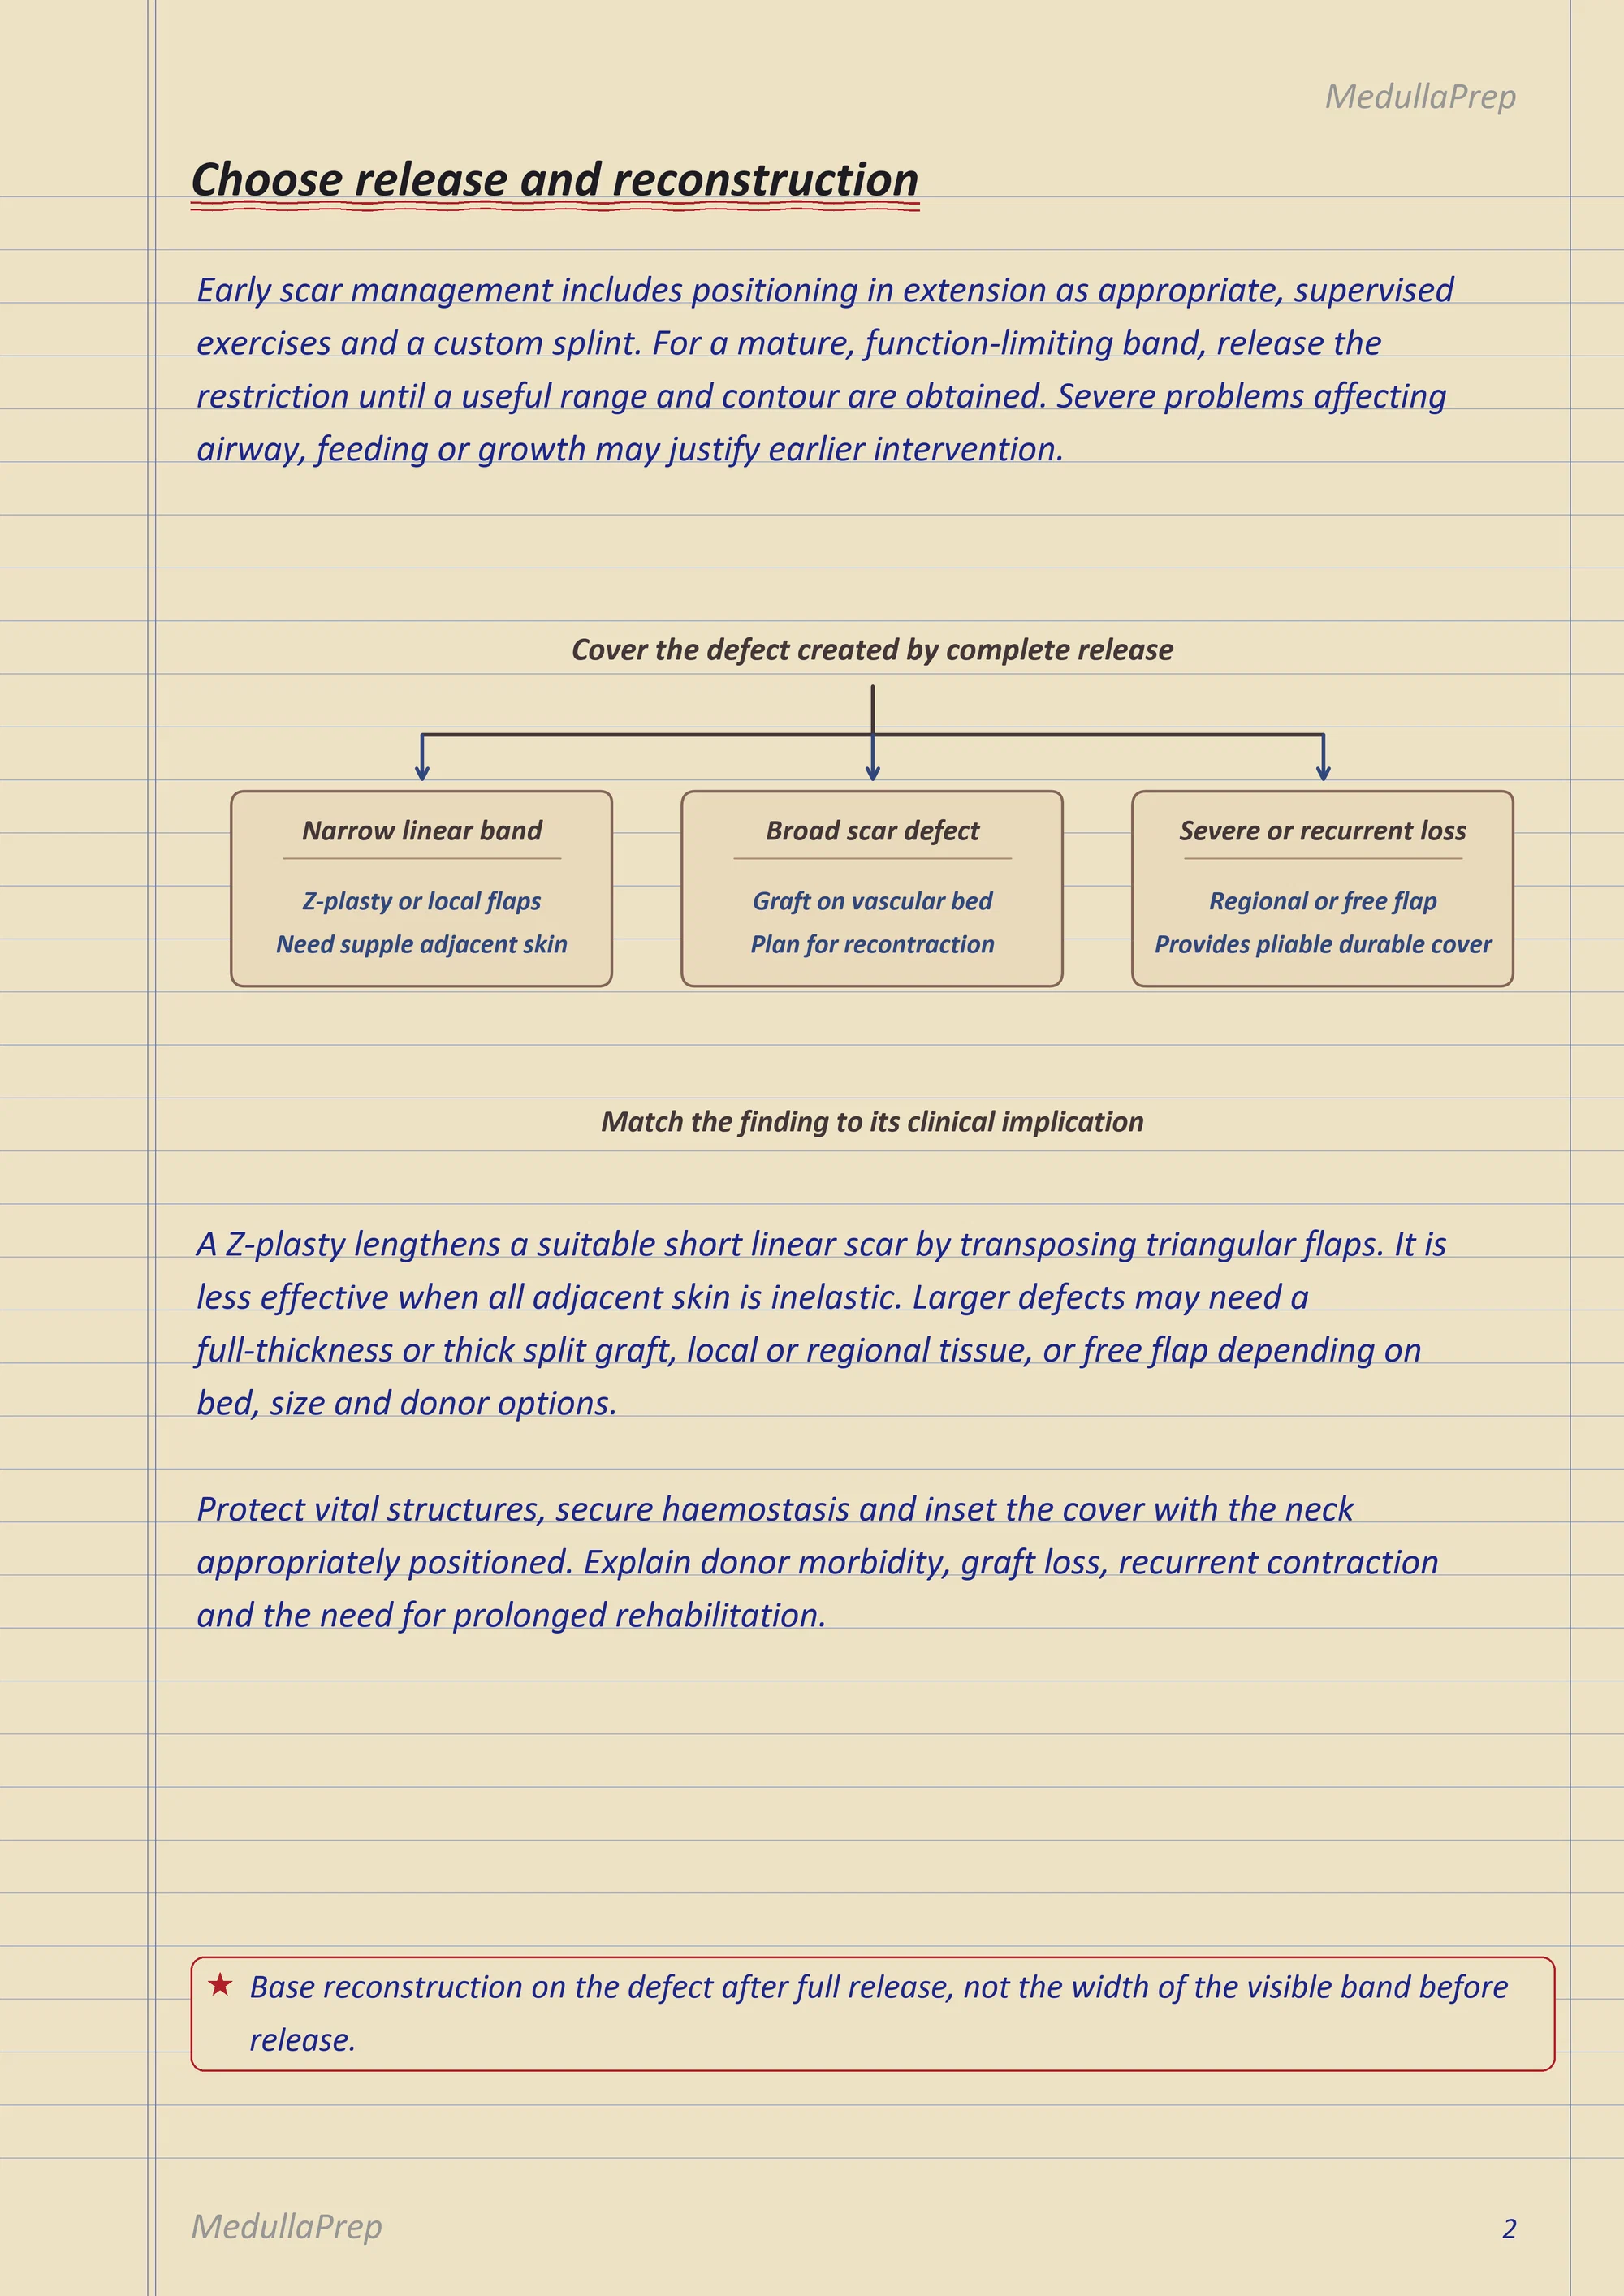 MedullaPrep
Choose release and reconstruction
Early scar management includes positioning in extension as appropriate, supervised
exercises and a custom splint. For a mature, function-limiting band, release the
restriction until a useful range and contour are obtained. Severe problems affecting
airway, feeding or growth may justify earlier intervention.
Cover the defect created by complete release
Narrow linear band
Z-plasty or local flaps
Need supple adjacent skin
Broad scar defect
Graft on vascular bed
Plan for recontraction
Severe or recurrent loss
Regional or free flap
Provides pliable durable cover
Match the finding to its clinical implication
A Z-plasty lengthens a suitable short linear scar by transposing triangular flaps. It is
less effective when all adjacent skin is inelastic. Larger defects may need a
full-thickness or thick split graft, local or regional tissue, or free flap depending on
bed, size and donor options.
Protect vital structures, secure haemostasis and inset the cover with the neck
appropriately positioned. Explain donor morbidity, graft loss, recurrent contraction
and the need for prolonged rehabilitation.
★ Base reconstruction on the defect after full release, not the width of the visible band before
release.
MedullaPrep
2